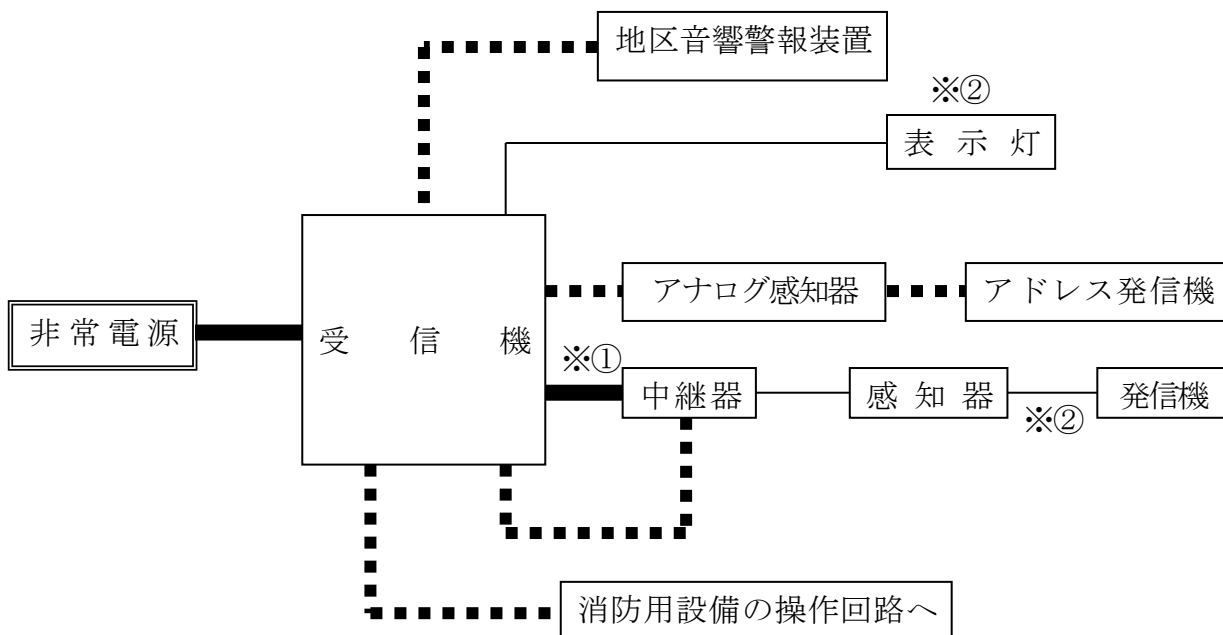 地区音響警報装置
※②
表示灯
アナログ感知器
アドレス発信機
非常電源
受信機
※①
中継器
感知器
※②
発信機
消防用設備の操作回路へ